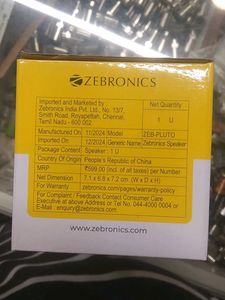 ZEBRONICS
Imported and Marketed by :
Zebronics India Pvt. Ltd., No. 13/7,
Smith Road, Royapettah, Chennai,
Tamil Nadu - 600 002.
Net Quantity
1 U
Manufactured On 11/2024 Model ZEB-PLUTO
Imported On 12/2024 Generic Name Zebronics Speaker
Package Content Speaker : 1 U
Country Of Origin People's Republic of China
MRP ₹599.00 (incl. of all taxes) per Number
Net Dimension 7.1 x 6.8 x 7.2 cm (W x D x H)
For Warranty zebronics.com/pages/warranty-policy
For Complaint / Feedback Contact Consumer Care
Executive at above Address or Tel No. 044-4000 0004 or
E-Mail : enquiry@zebronics.com
www.zebronics.com